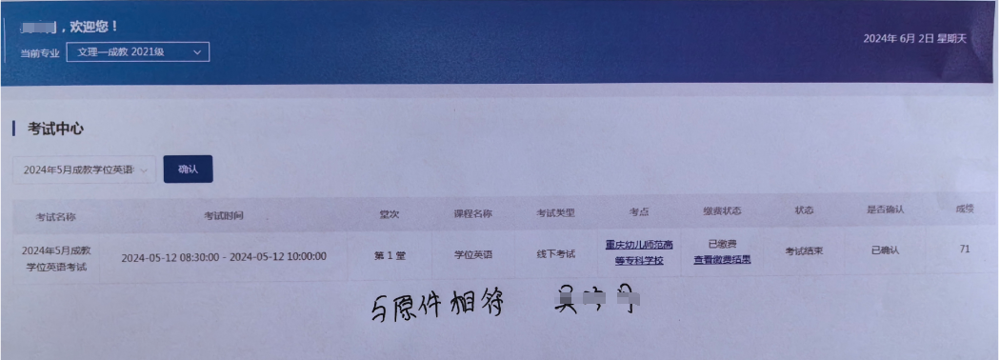 ，欢迎您！
当前专业 文理—成教 2021级
2024年 6月 2日 星期天
考试中心
2024年5月成教学位英语 确认
考试名称 考试时间 堂次 课程名称 考试类型 考点 缴费状态 状态 是否确认 成绩
2024年5月成教学位英语考试 2024-05-12 08:30:00 - 2024-05-12 10:00:00 第 1 堂 学位英语 线下考试 重庆幼儿师范高等专科学校 已缴费 查看缴费结果 考试结束 已确认 71
与原件相符